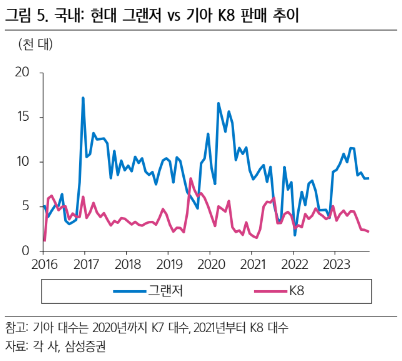 그림 5. 국내: 현대 그랜저 vs 기아 K8 판매 추이
(천 대)
20
15
10
5
0
2016 2017 2018 2019 2020 2021 2022 2023
그랜저 K8
참고: 기아 대수는 2020년까지 K7 대수, 2021년부터 K8 대수
자료: 각 사, 삼성증권